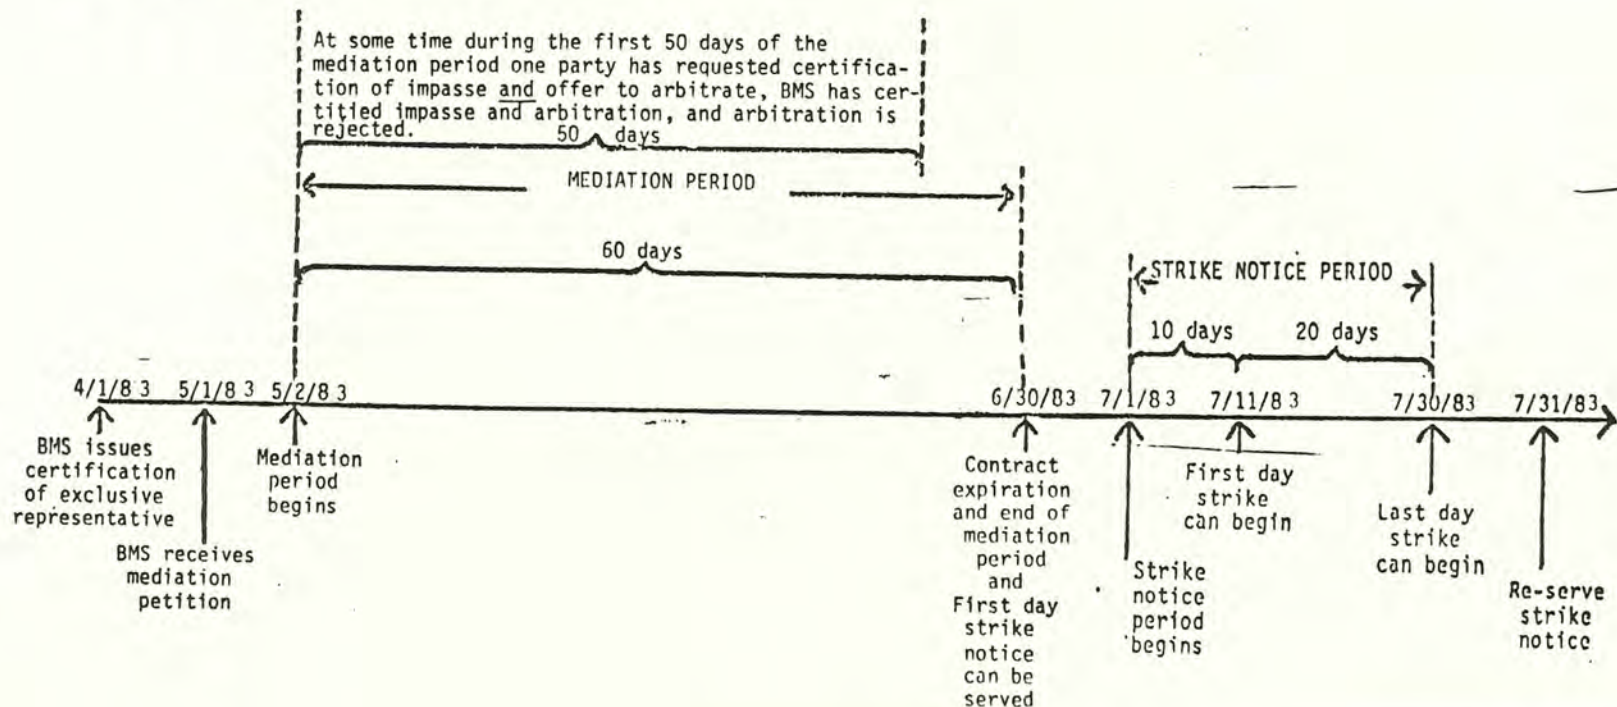 At some time during the first 50 days of the
mediation period one party has requested certifica-
tion of impasse and offer to arbitrate, BMS has cer-
titied impasse and arbitration, and arbitration is
rejected.
50 days
MEDIATION PERIOD
60 days
STRIKE NOTICE PERIOD
10 days
20 days
4/1/83
5/1/83
5/2/83
6/30/83
7/1/83
7/11/83
7/30/83
7/31/83
BMS issues
certification
of exclusive
representative
BMS receives
mediation
petition
Mediation
period
begins
Contract
expiration
and end of
mediation
period
and
First day
strike
notice
can be
served
Strike
notice
period
begins
First day
strike
can begin
Last day
strike
can begin
Re-serve
strike
notice